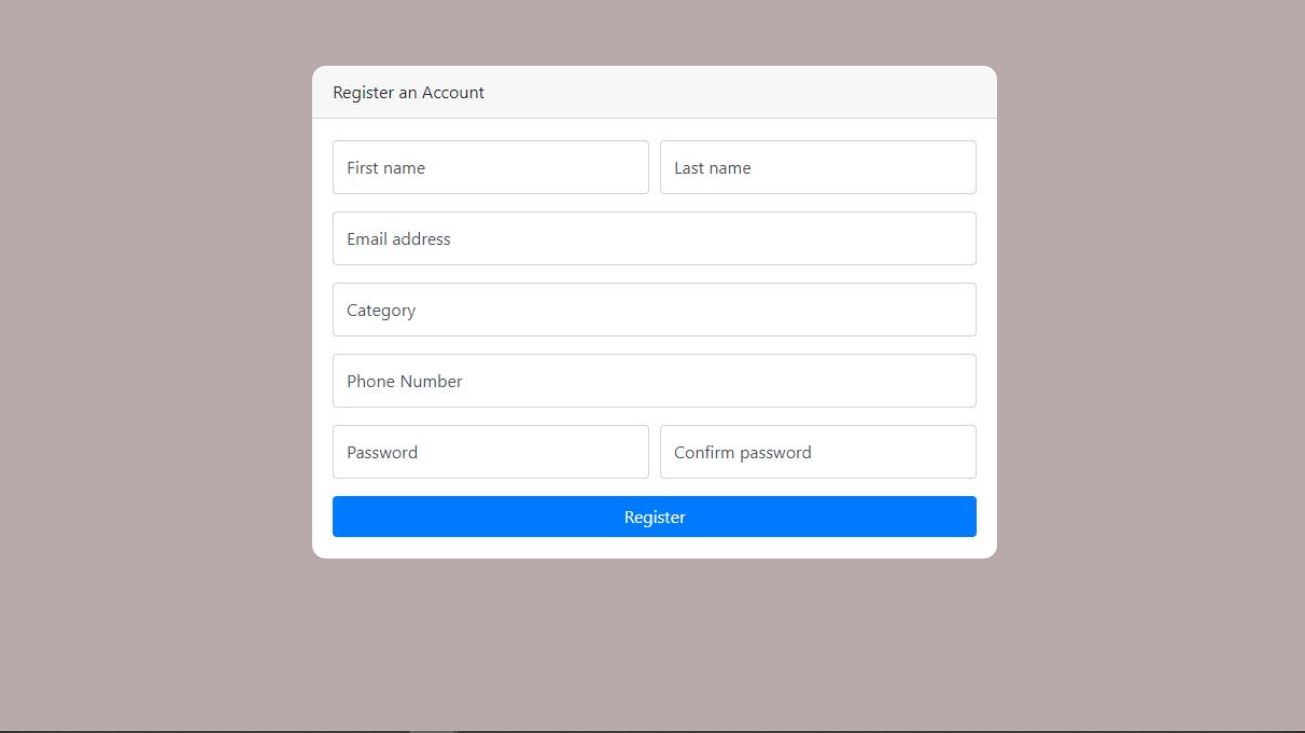 Register an Account
First name Last name
Email address
Category
Phone Number
Password Confirm password
Register